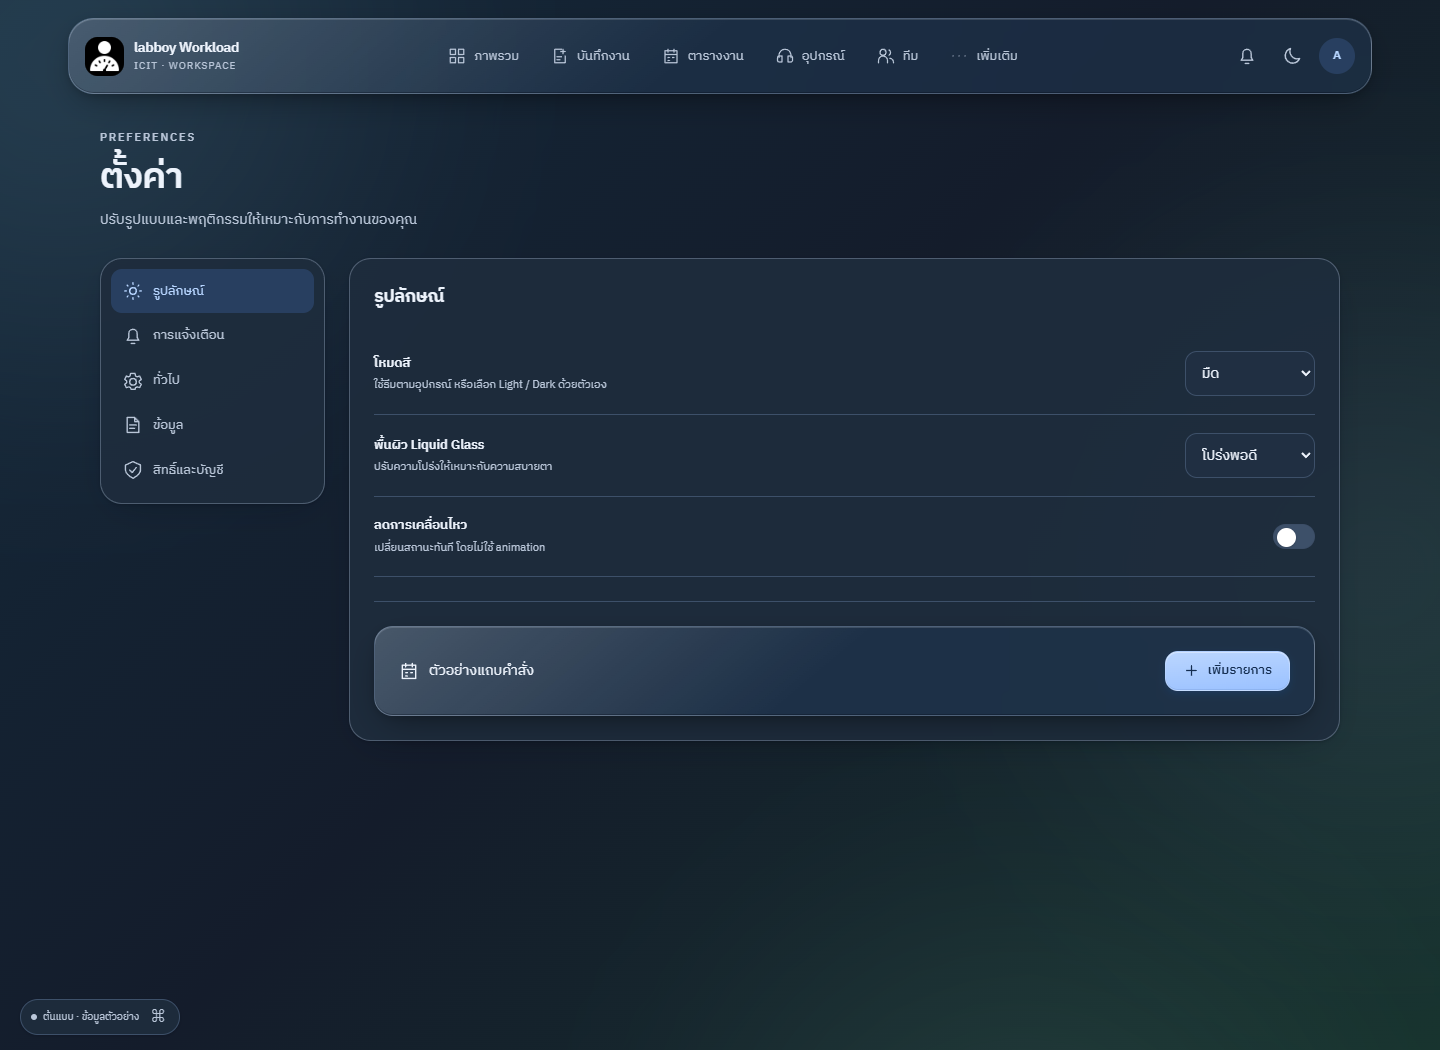 labboy Workload
ICIT · WORKSPACE
ภาพรวม
บันทึกงาน
ตารางงาน
อุปกรณ์
ทีม
เพิ่มเติม
A
PREFERENCES
ตั้งค่า
ปรับรูปแบบและพฤติกรรมให้เหมาะกับการทำงานของคุณ
รูปลักษณ์
การแจ้งเตือน
ทั่วไป
ข้อมูล
สิทธิ์และบัญชี
รูปลักษณ์
โหมดสี
ใช้ธีมตามอุปกรณ์ หรือเลือก Light / Dark ด้วยตัวเอง
มืด
พื้นผิว Liquid Glass
ปรับความโปร่งให้เหมาะกับความสบายตา
โปร่งพอดี
ลดการเคลื่อนไหว
เปลี่ยนสถานะทันที โดยไม่ใช้ animation
ตัวอย่างแถบคำสั่ง
เพิ่มรายการ
ต้นแบบ · ข้อมูลตัวอย่าง ⌘